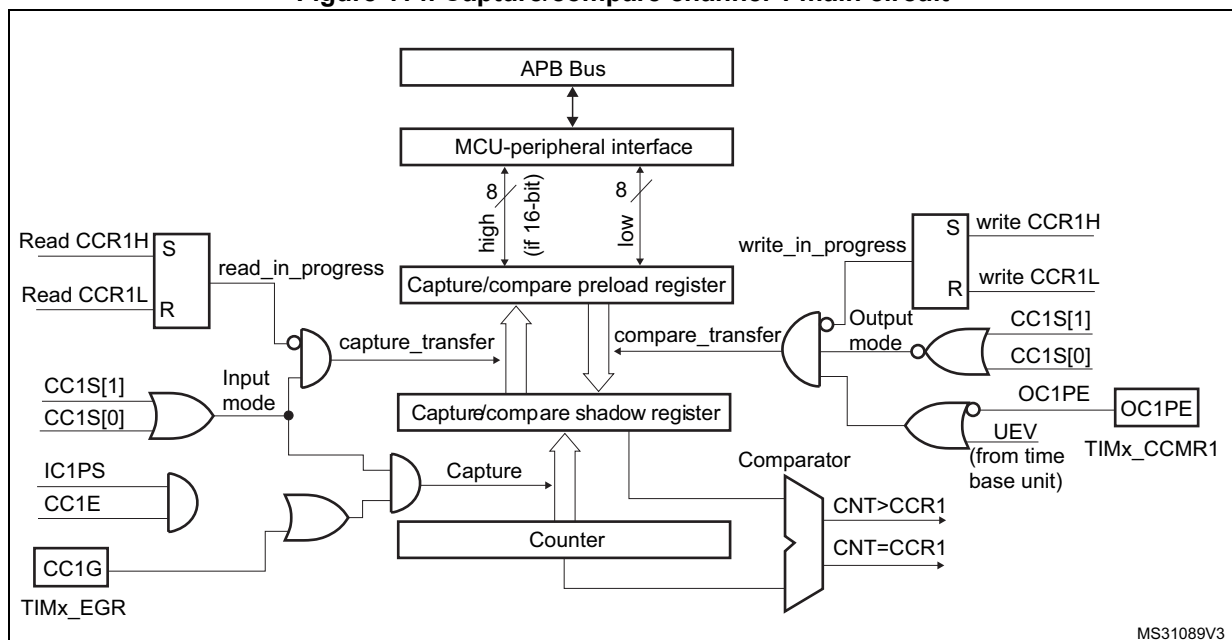 APB Bus
MCU-peripheral interface
8
high
(if 16-bit)
8
low
Read CCR1H
S
read_in_progress
Read CCR1L
R
write_in_progress
S
write CCR1H
R
write CCR1L
Capture/compare preload register
capture_transfer
compare_transfer
Output
mode
CC1S[1]
CC1S[0]
CC1S[1]
CC1S[0]
Input
mode
Capture/compare shadow register
OC1PE
OC1PE
UEV
(from time
base unit)
TIMx_CCMR1
IC1PS
CC1E
Capture
Comparator
CNT>CCR1
CNT=CCR1
Counter
CC1G
TIMx_EGR
MS31089V3